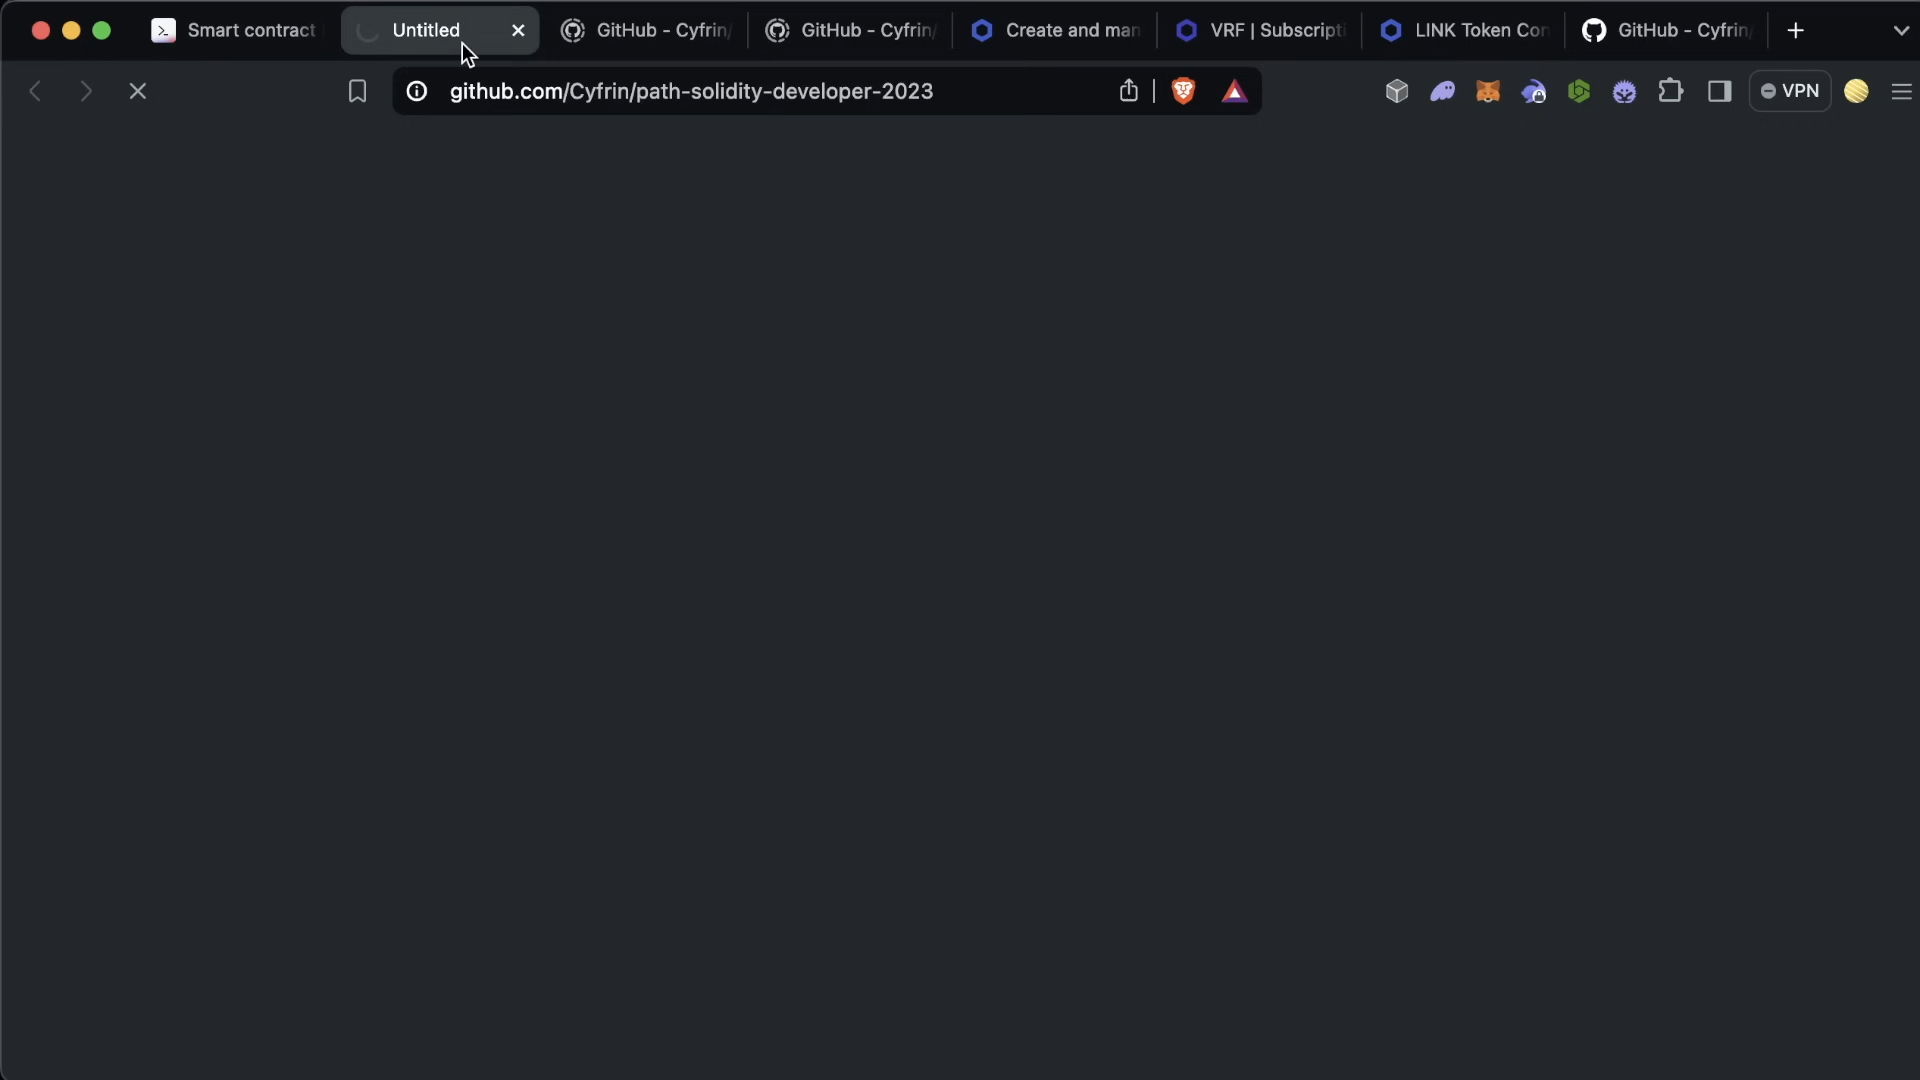 Smart contract
Untitled
GitHub - Cyfrin/
GitHub - Cyfrin/
Create and man
VRF | Subscripti
LINK Token Con
GitHub - Cyfrin/
github.com/Cyfrin/path-solidity-developer-2023
VPN